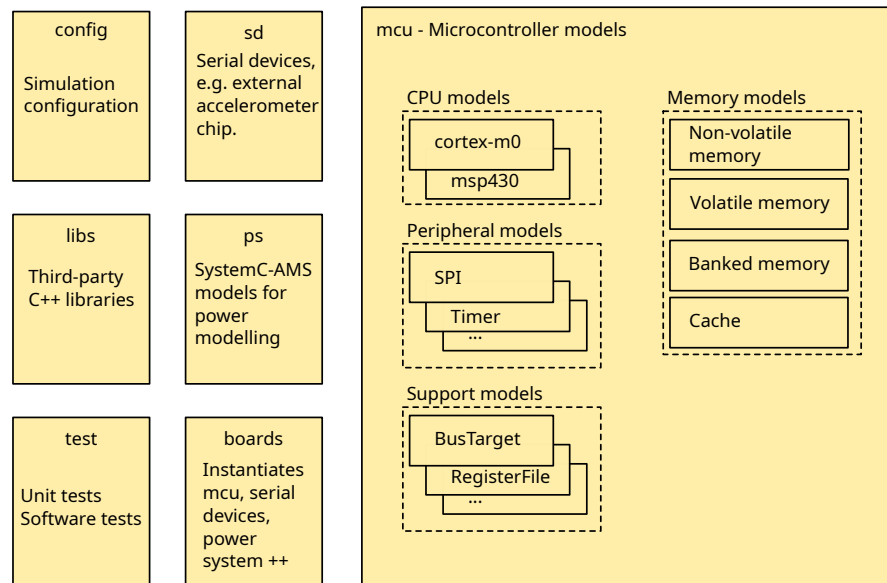 config
Simulation
configuration
sd
Serial devices,
e.g. external
accelerometer
chip.
libs
Third-party
C++ libraries
ps
SystemC-AMS
models for
power
modelling
test
Unit tests
Software tests
boards
Instantiates
mcu, serial
devices,
power
system ++
mcu - Microcontroller models
CPU models
cortex-m0
msp430
Peripheral models
SPI
Timer
...
Support models
BusTarget
RegisterFile
...
Memory models
Non-volatile
memory
Volatile memory
Banked memory
Cache